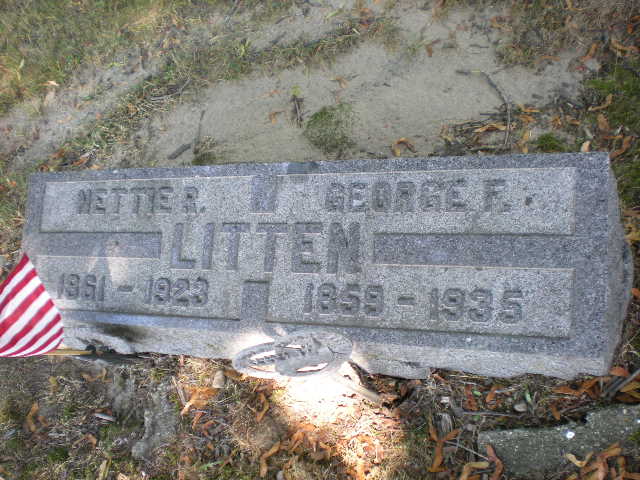 NETTIE R. GEORGE F.
LITTEN
1861 - 1923 1859 - 1935